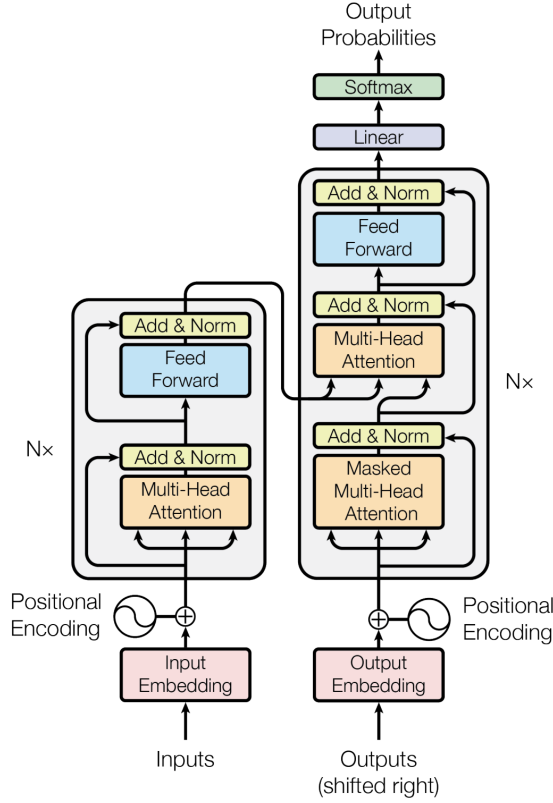 Output
Probabilities
Softmax
Linear
Add & Norm
Feed
Forward
Add & Norm
Multi-Head
Attention
Add & Norm
Masked
Multi-Head
Attention
N×
Add & Norm
Feed
Forward
Add & Norm
Multi-Head
Attention
N×
Positional
Encoding
Positional
Encoding
Input
Embedding
Output
Embedding
Inputs
Outputs
(shifted right)